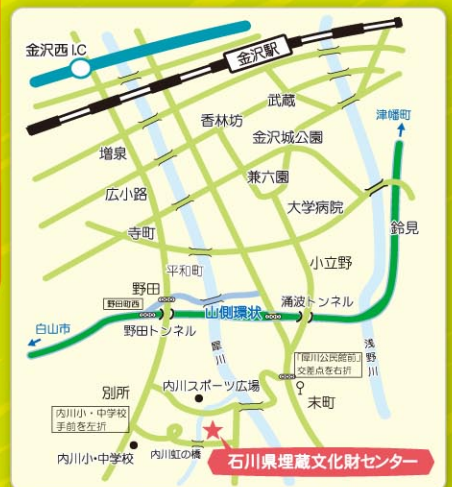 金沢西I.C
金沢駅
武蔵
津幡町
香林坊
金沢城公園
増泉
兼六園
広小路
大学病院
鈴見
寺町
小立野
平和町
野田
野田町西
山側環状
涌波トンネル
白山市
野田トンネル
犀川
浅野川
「犀川公民館前」
交差点を右折
別所
内川スポーツ広場
末町
内川小・中学校
手前を左折
内川小・中学校
内川虹の橋
石川県埋蔵文化財センター